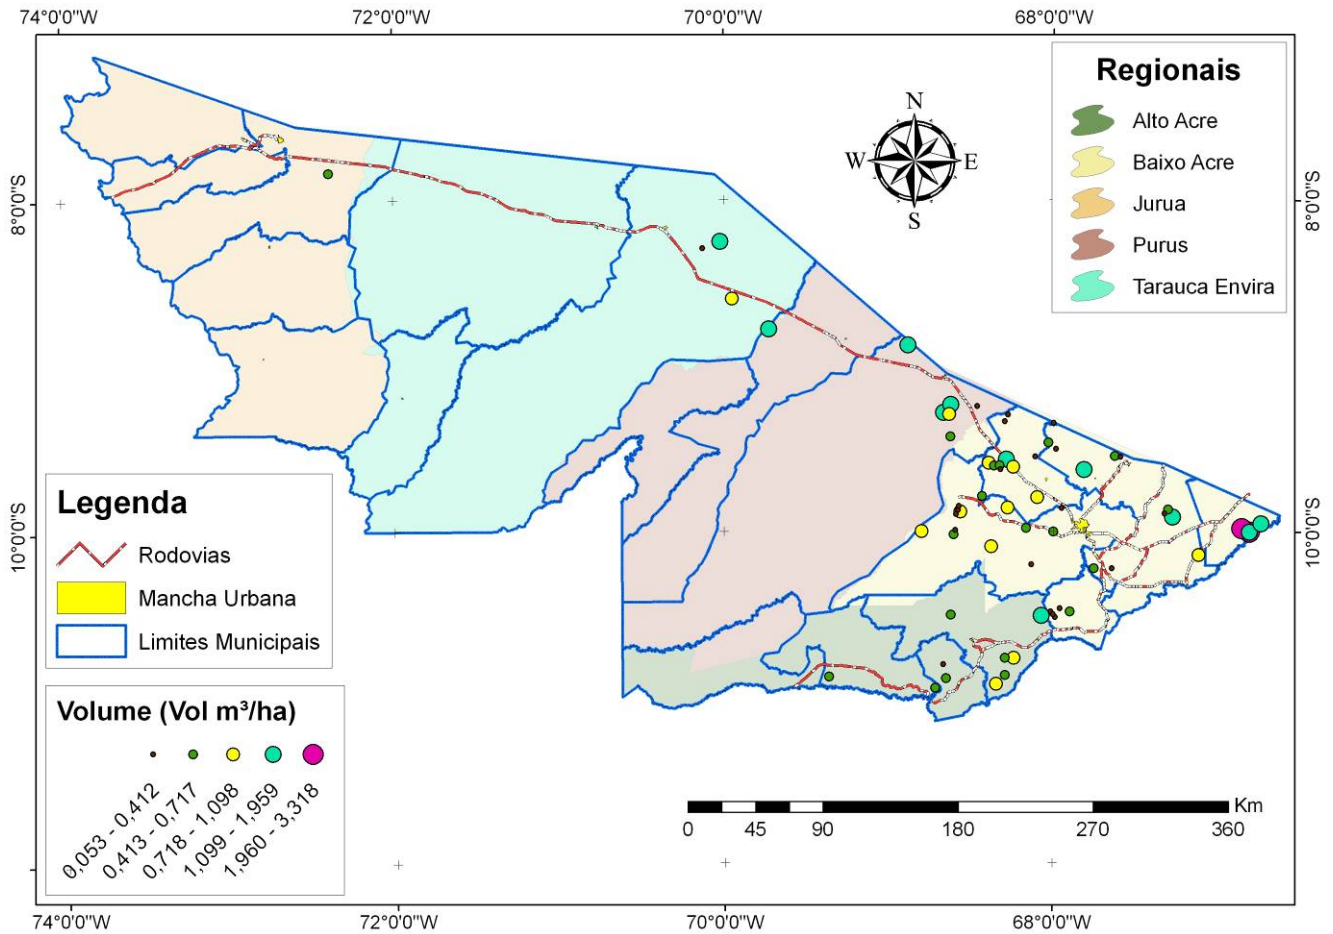 74°0'0"W
72°0'0"W
70°0'0"W
68°0'0"W
8°0'0"S
10°0'0"S
8°0'0"S
10°0'0"S
N
W
E
S
Regionais
Alto Acre
Baixo Acre
Jurua
Purus
Tarauca Envira
Legenda
Rodovias
Mancha Urbana
Limites Municipais
Volume (Vol m³/ha)
0,053 - 0,412
0,413 - 0,717
0,718 - 1,098
1,099 - 1,959
1,960 - 3,318
Km
0
45
90
180
270
360
74°0'0"W
72°0'0"W
70°0'0"W
68°0'0"W